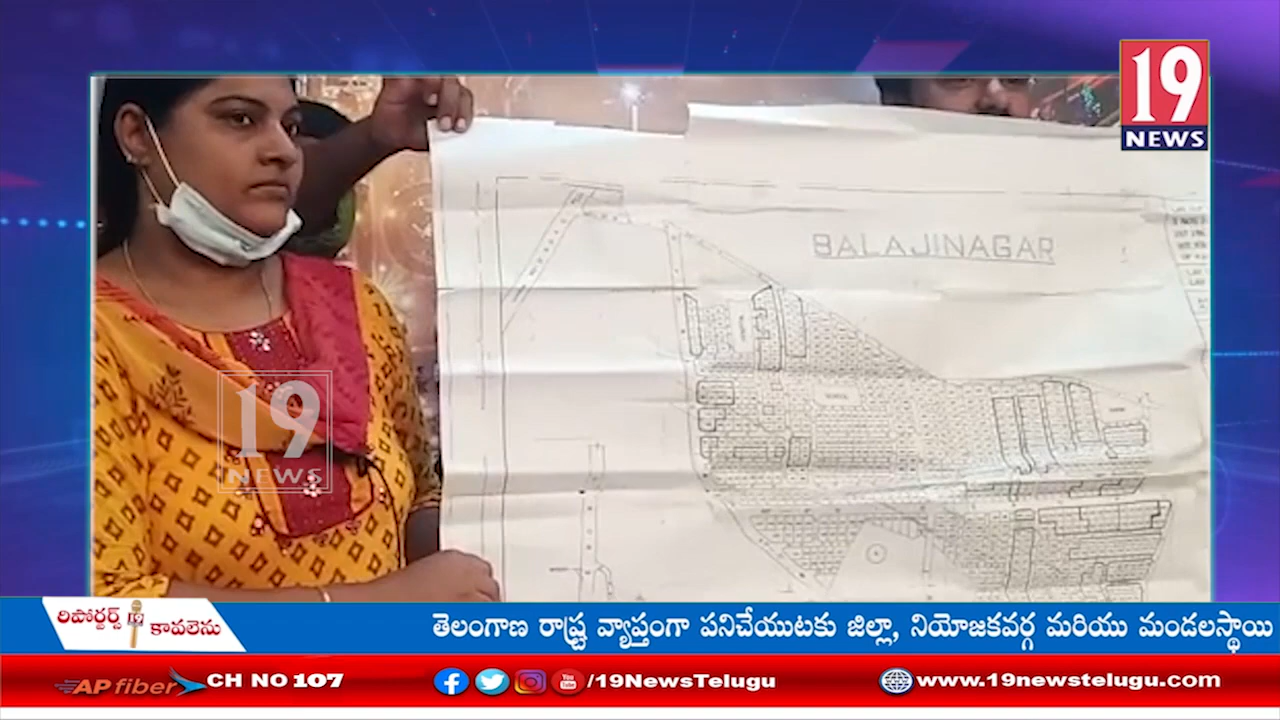 19
NEWS
BALAJINAGAR
19
NEWS
రిపోర్టర్స్ 19 కావలెను
తెలంగాణ రాష్ట్ర వ్యాప్తంగా పనిచేయుటకు జిల్లా, నియోజకవర్గ మరియు మండలస్థాయి
AP fiber CH NO 107
/19NewsTelugu
www.19newstelugu.com